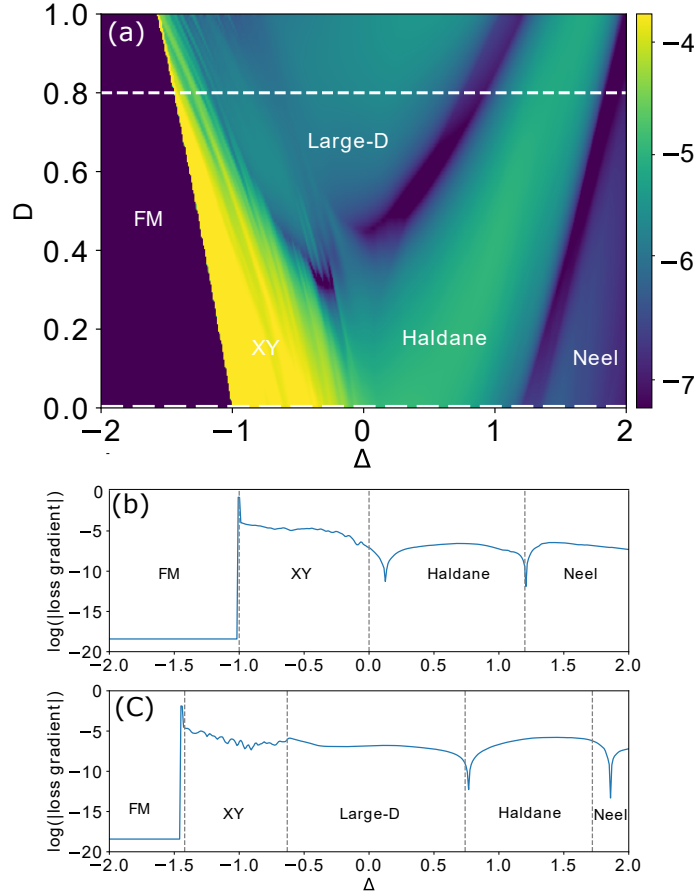 (a)
1.0
0.8
0.6
0.4
0.2
0.0
D
FM
Large-D
XY
Haldane
Neel
−2
−1
0
1
2
Δ
−4
−5
−6
−7
(b)
log(|loss gradient|)
0
−5
−10
−15
−20
FM
XY
Haldane
Neel
−2.0 −1.5 −1.0 −0.5 0.0 0.5 1.0 1.5 2.0
(C)
log(|loss gradient|)
0
−5
−10
−15
−20
FM
XY
Large-D
Haldane
Neel
−2.0 −1.5 −1.0 −0.5 0.0 0.5 1.0 1.5 2.0
Δ